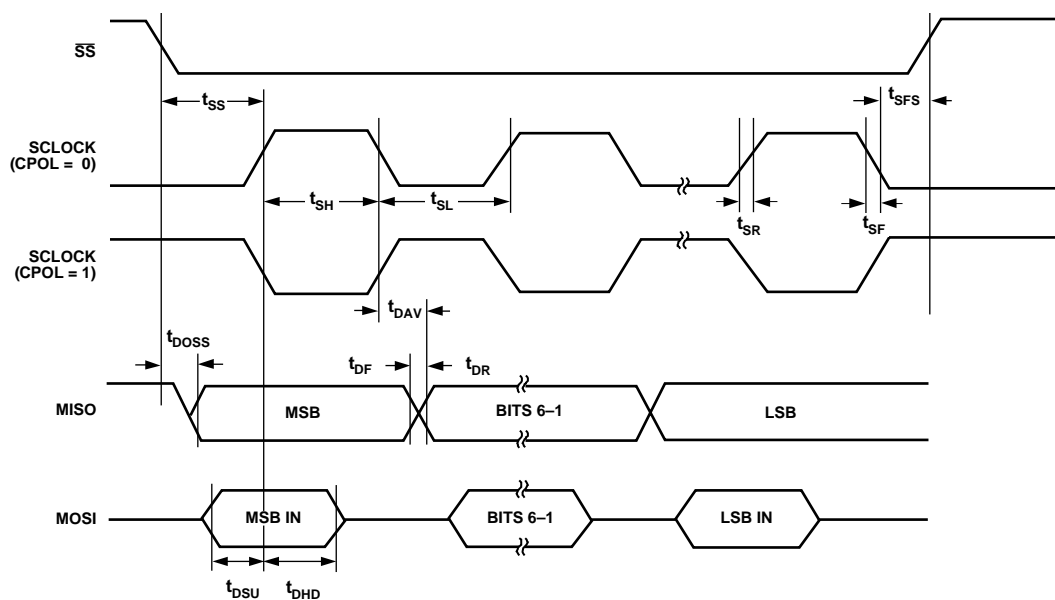 SS
tSS
tSFS
SCLOCK
(CPOL = 0)
tSH
tSL
tSR
tSF
SCLOCK
(CPOL = 1)
tDAV
tDOSS
tDF
tDR
MISO
MSB
BITS 6–1
LSB
MOSI
MSB IN
BITS 6–1
LSB IN
tDSU
tDHD